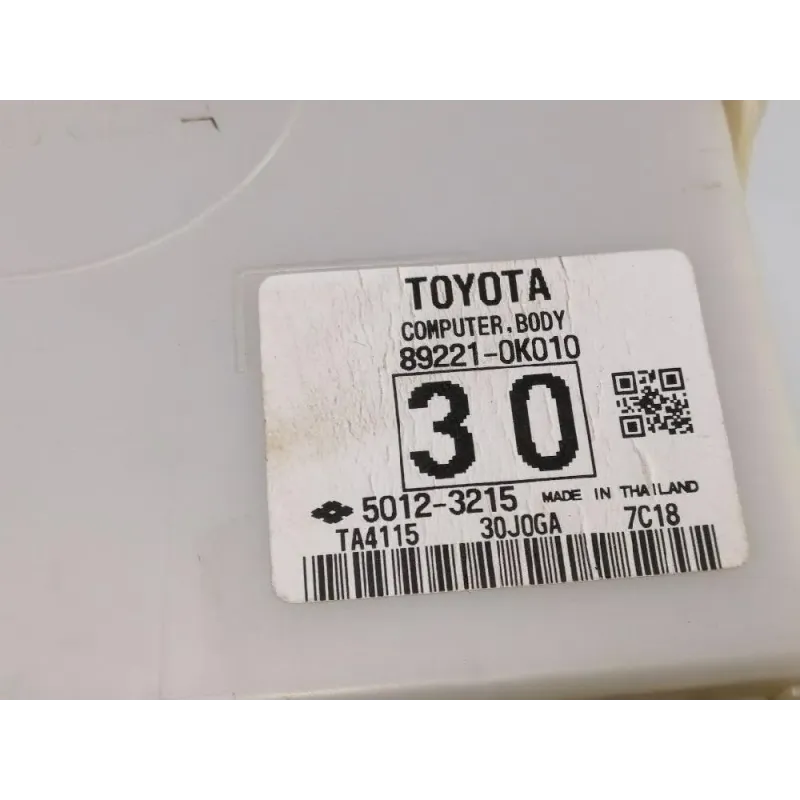 TOYOTA
COMPUTER.BODY
89221-0K010
30
5012-3215 MADE IN THAILAND
TA4115 30J0GA 7C18